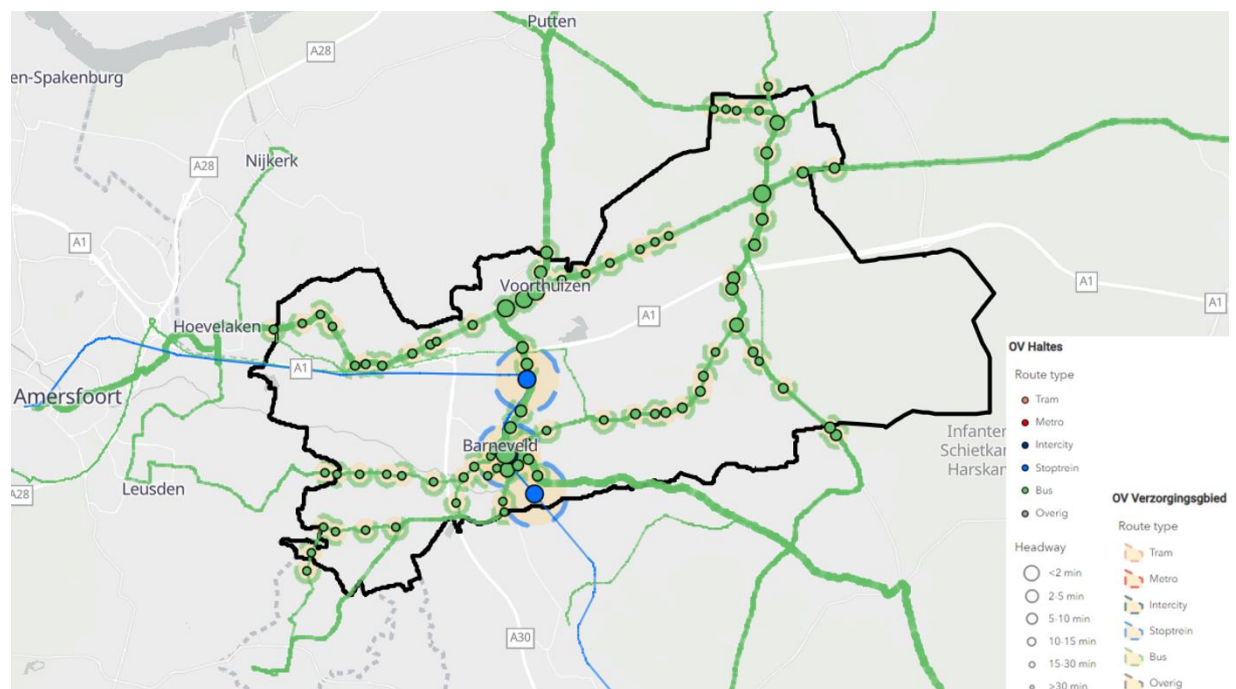 Putten
A28
en-Spakenburg
A28
Nijkerk
A1
A1
A1
Voorthuizen
Hoevelaken
A1
A1
Amersfoort
Barneveld
Infanter
Schietkar
Harskam
Leusden
A28
A30
OV Haltes
Route type
Tram
Metro
Intercity
Stoptrein
Bus
Overig
Headway
<2 min
2-5 min
5-10 min
10-15 min
15-30 min
>30 min
OV Verzorgingsgbied
Route type
Tram
Metro
Intercity
Stoptrein
Bus
Overig